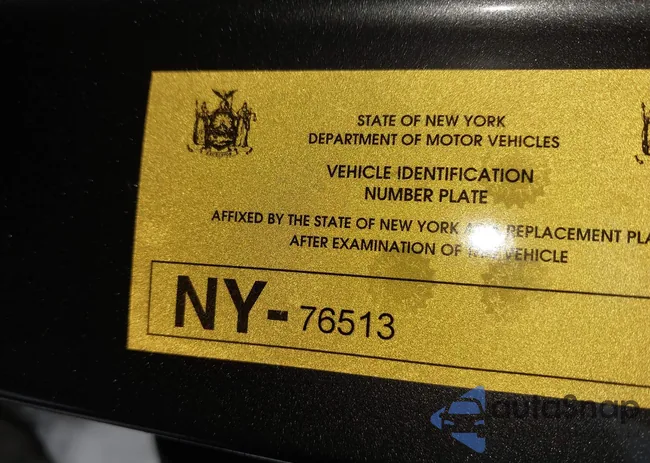 STATE OF NEW YORK
DEPARTMENT OF MOTOR VEHICLES
VEHICLE IDENTIFICATION
NUMBER PLATE
AFFIXED BY THE STATE OF NEW YORK REPLACEMENT
AFTER EXAMINATION OF VEHICLE
NY-76513
autoSnap